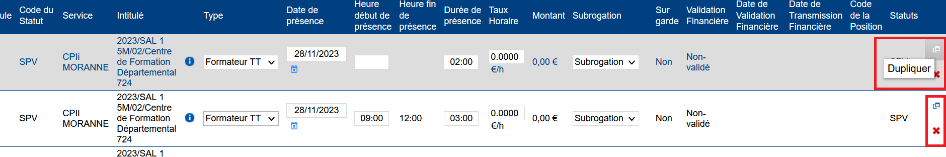 ule Code du Statut Service Intitulé Type Date de présence Heure début de présence Heure fin de présence Durée de présence Taux Horaire Montant Subrogation Sur garde Validation Financière Date de Validation Financière Date de Transmission Financière Code de la Position Statuts
SPV CPIi MORANNE 2023/SAL 1 5M/02/Centre de Formation Départemental 724 Formateur TT 28/11/2023 02:00 0.0000 €/h 0,00 € Subrogation Non Non-validé
Dupliquer
SPV CPII MORANNE 2023/SAL 1 5M/02/Centre de Formation Départemental 724 Formateur TT 28/11/2023 09:00 12:00 03:00 0.0000 €/h 0,00 € Subrogation Non Non-validé SPV
2023/SAL 1